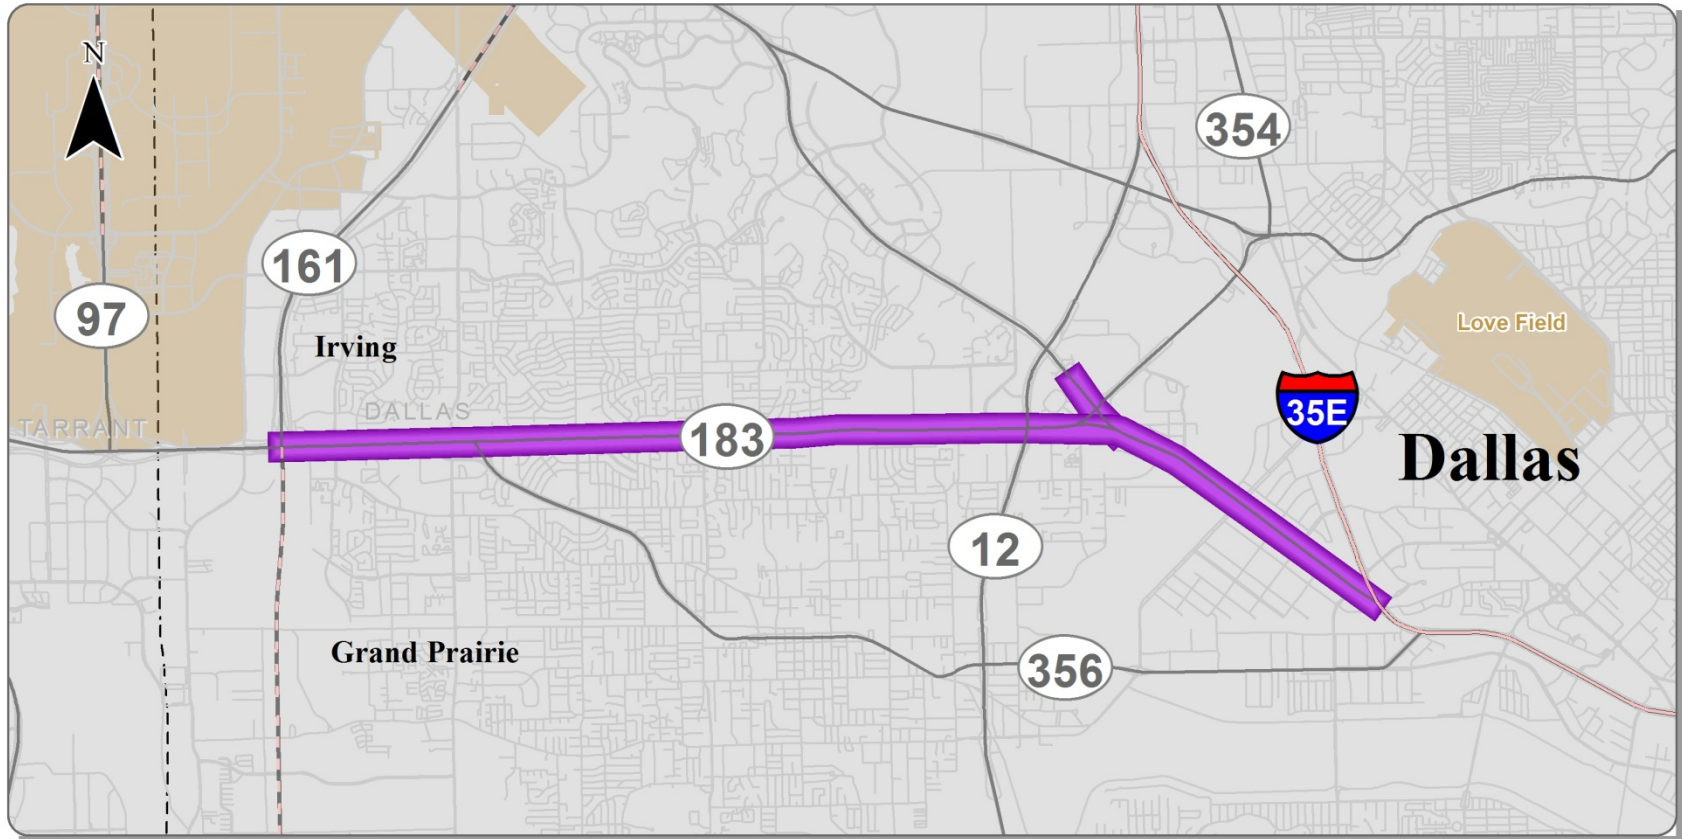 N
354
161
97
Love Field
Irving
35E
DALLAS
TARRANT
183
Dallas
12
Grand Prairie
356